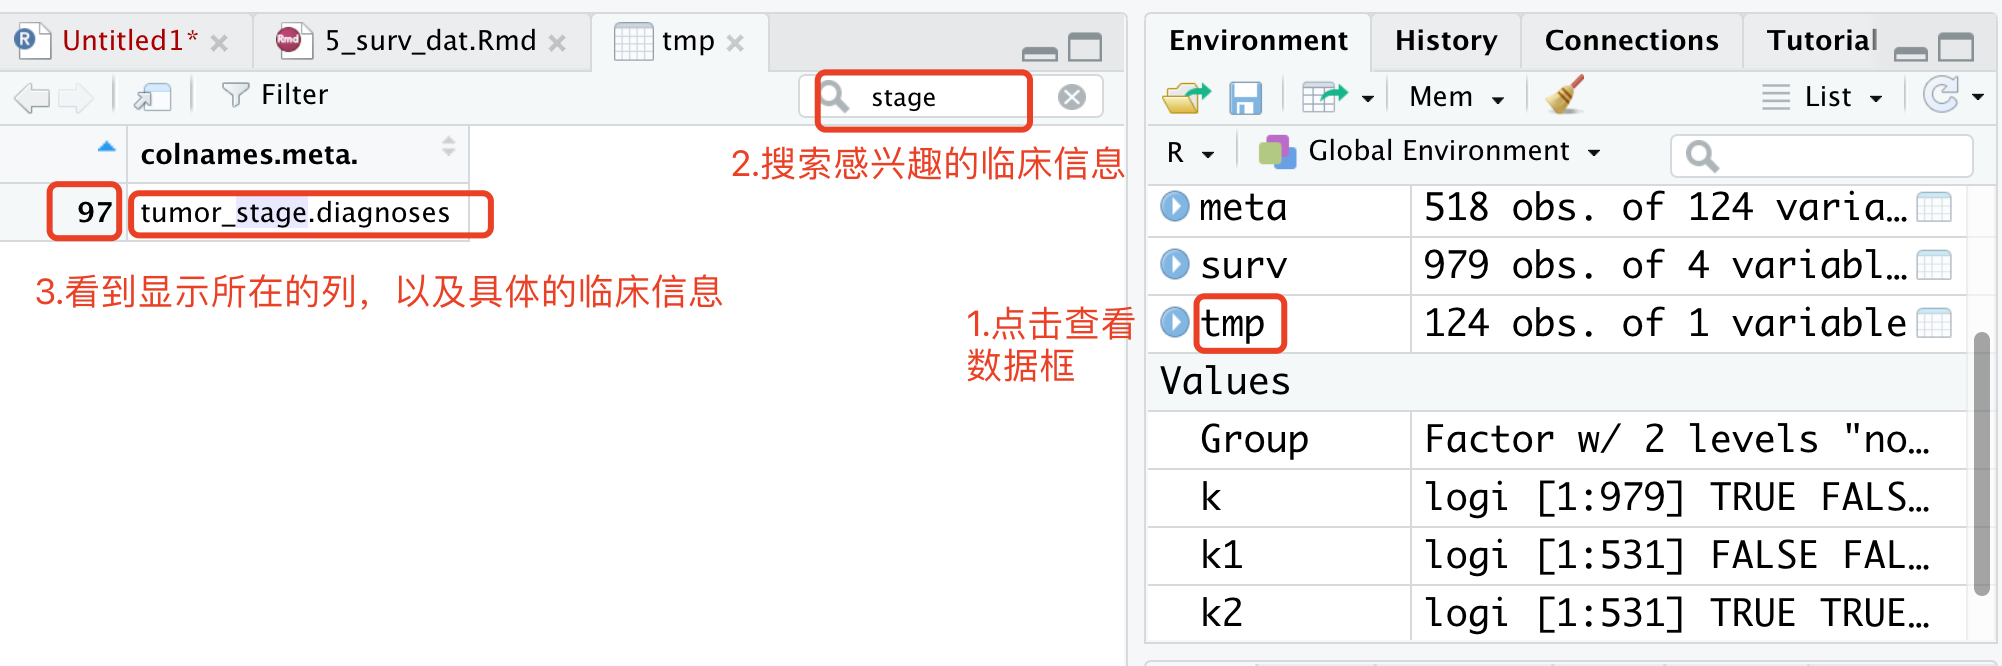 Untitled1* 5_surv_dat.Rmd tmp
Filter stage
colnames.meta.
97 tumor_stage.diagnoses
2.搜索感兴趣的临床信息
3.看到显示所在的列，以及具体的临床信息
1.点击查看
数据框
Environment History Connections Tutorial
Mem List
R Global Environment
meta 518 obs. of 124 varia…
surv 979 obs. of 4 variabl…
tmp 124 obs. of 1 variable
Values
Group Factor w/ 2 levels "no…
k logi [1:979] TRUE FALS…
k1 logi [1:531] FALSE FAL…
k2 logi [1:531] TRUE TRUE…